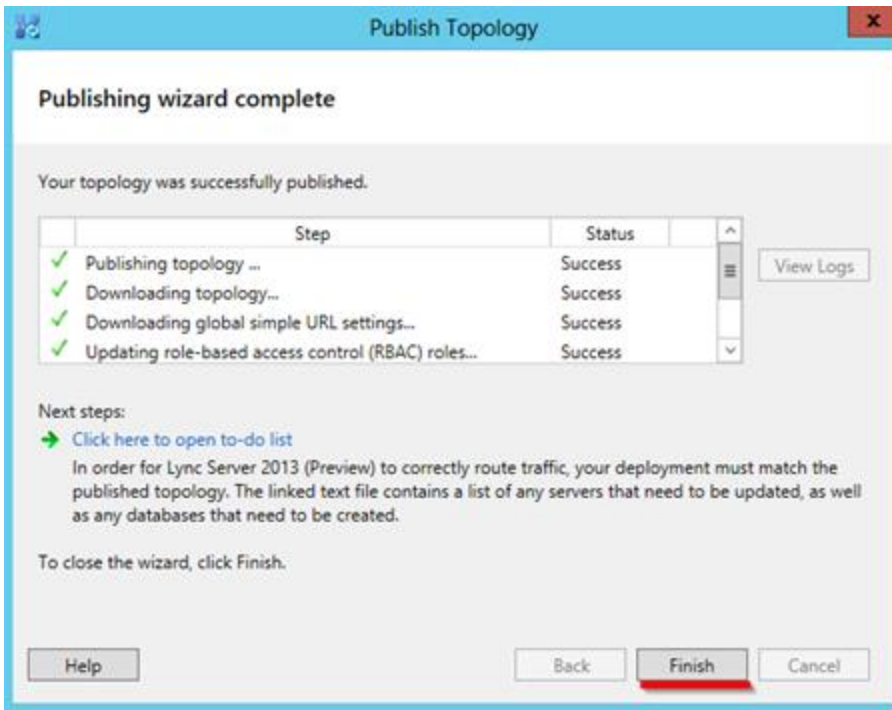 Publish Topology
x
Publishing wizard complete
Your topology was successfully published.
Step Status
Publishing topology ... Success
View Logs
Downloading topology... Success
Downloading global simple URL settings... Success
Updating role-based access control (RBAC) roles... Success
Next steps:
Click here to open to-do list
In order for Lync Server 2013 (Preview) to correctly route traffic, your deployment must match the
published topology. The linked text file contains a list of any servers that need to be updated, as well
as any databases that need to be created.
To close the wizard, click Finish.
Help Back Finish Cancel